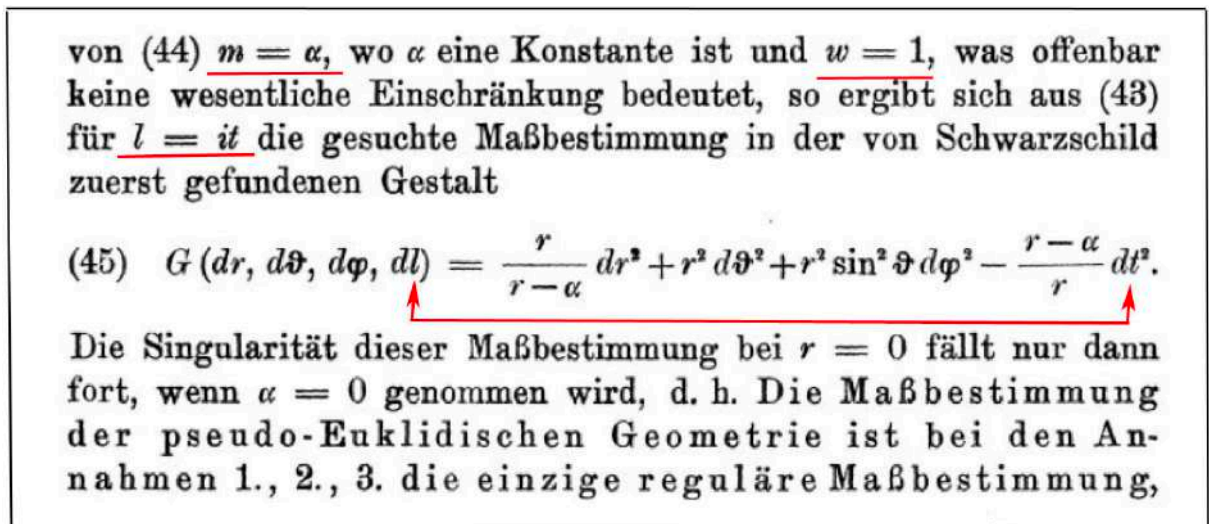 von (44) m = α, wo α eine Konstante ist und w = 1, was offenbar
keine wesentliche Einschränkung bedeutet, so ergibt sich aus (43)
für l = it die gesuchte Maßbestimmung in der von Schwarzschild
zuerst gefundenen Gestalt
(45) G (dr, dϑ, dφ, dl) = r/(r − α) dr² + r² dϑ² + r² sin² ϑ dφ² − (r − α)/r dt².
Die Singularität dieser Maßbestimmung bei r = 0 fällt nur dann
fort, wenn α = 0 genommen wird, d. h. Die Maßbestimmung
der pseudo-Euklidischen Geometrie ist bei den An-
nahmen 1., 2., 3. die einzige reguläre Maßbestimmung,